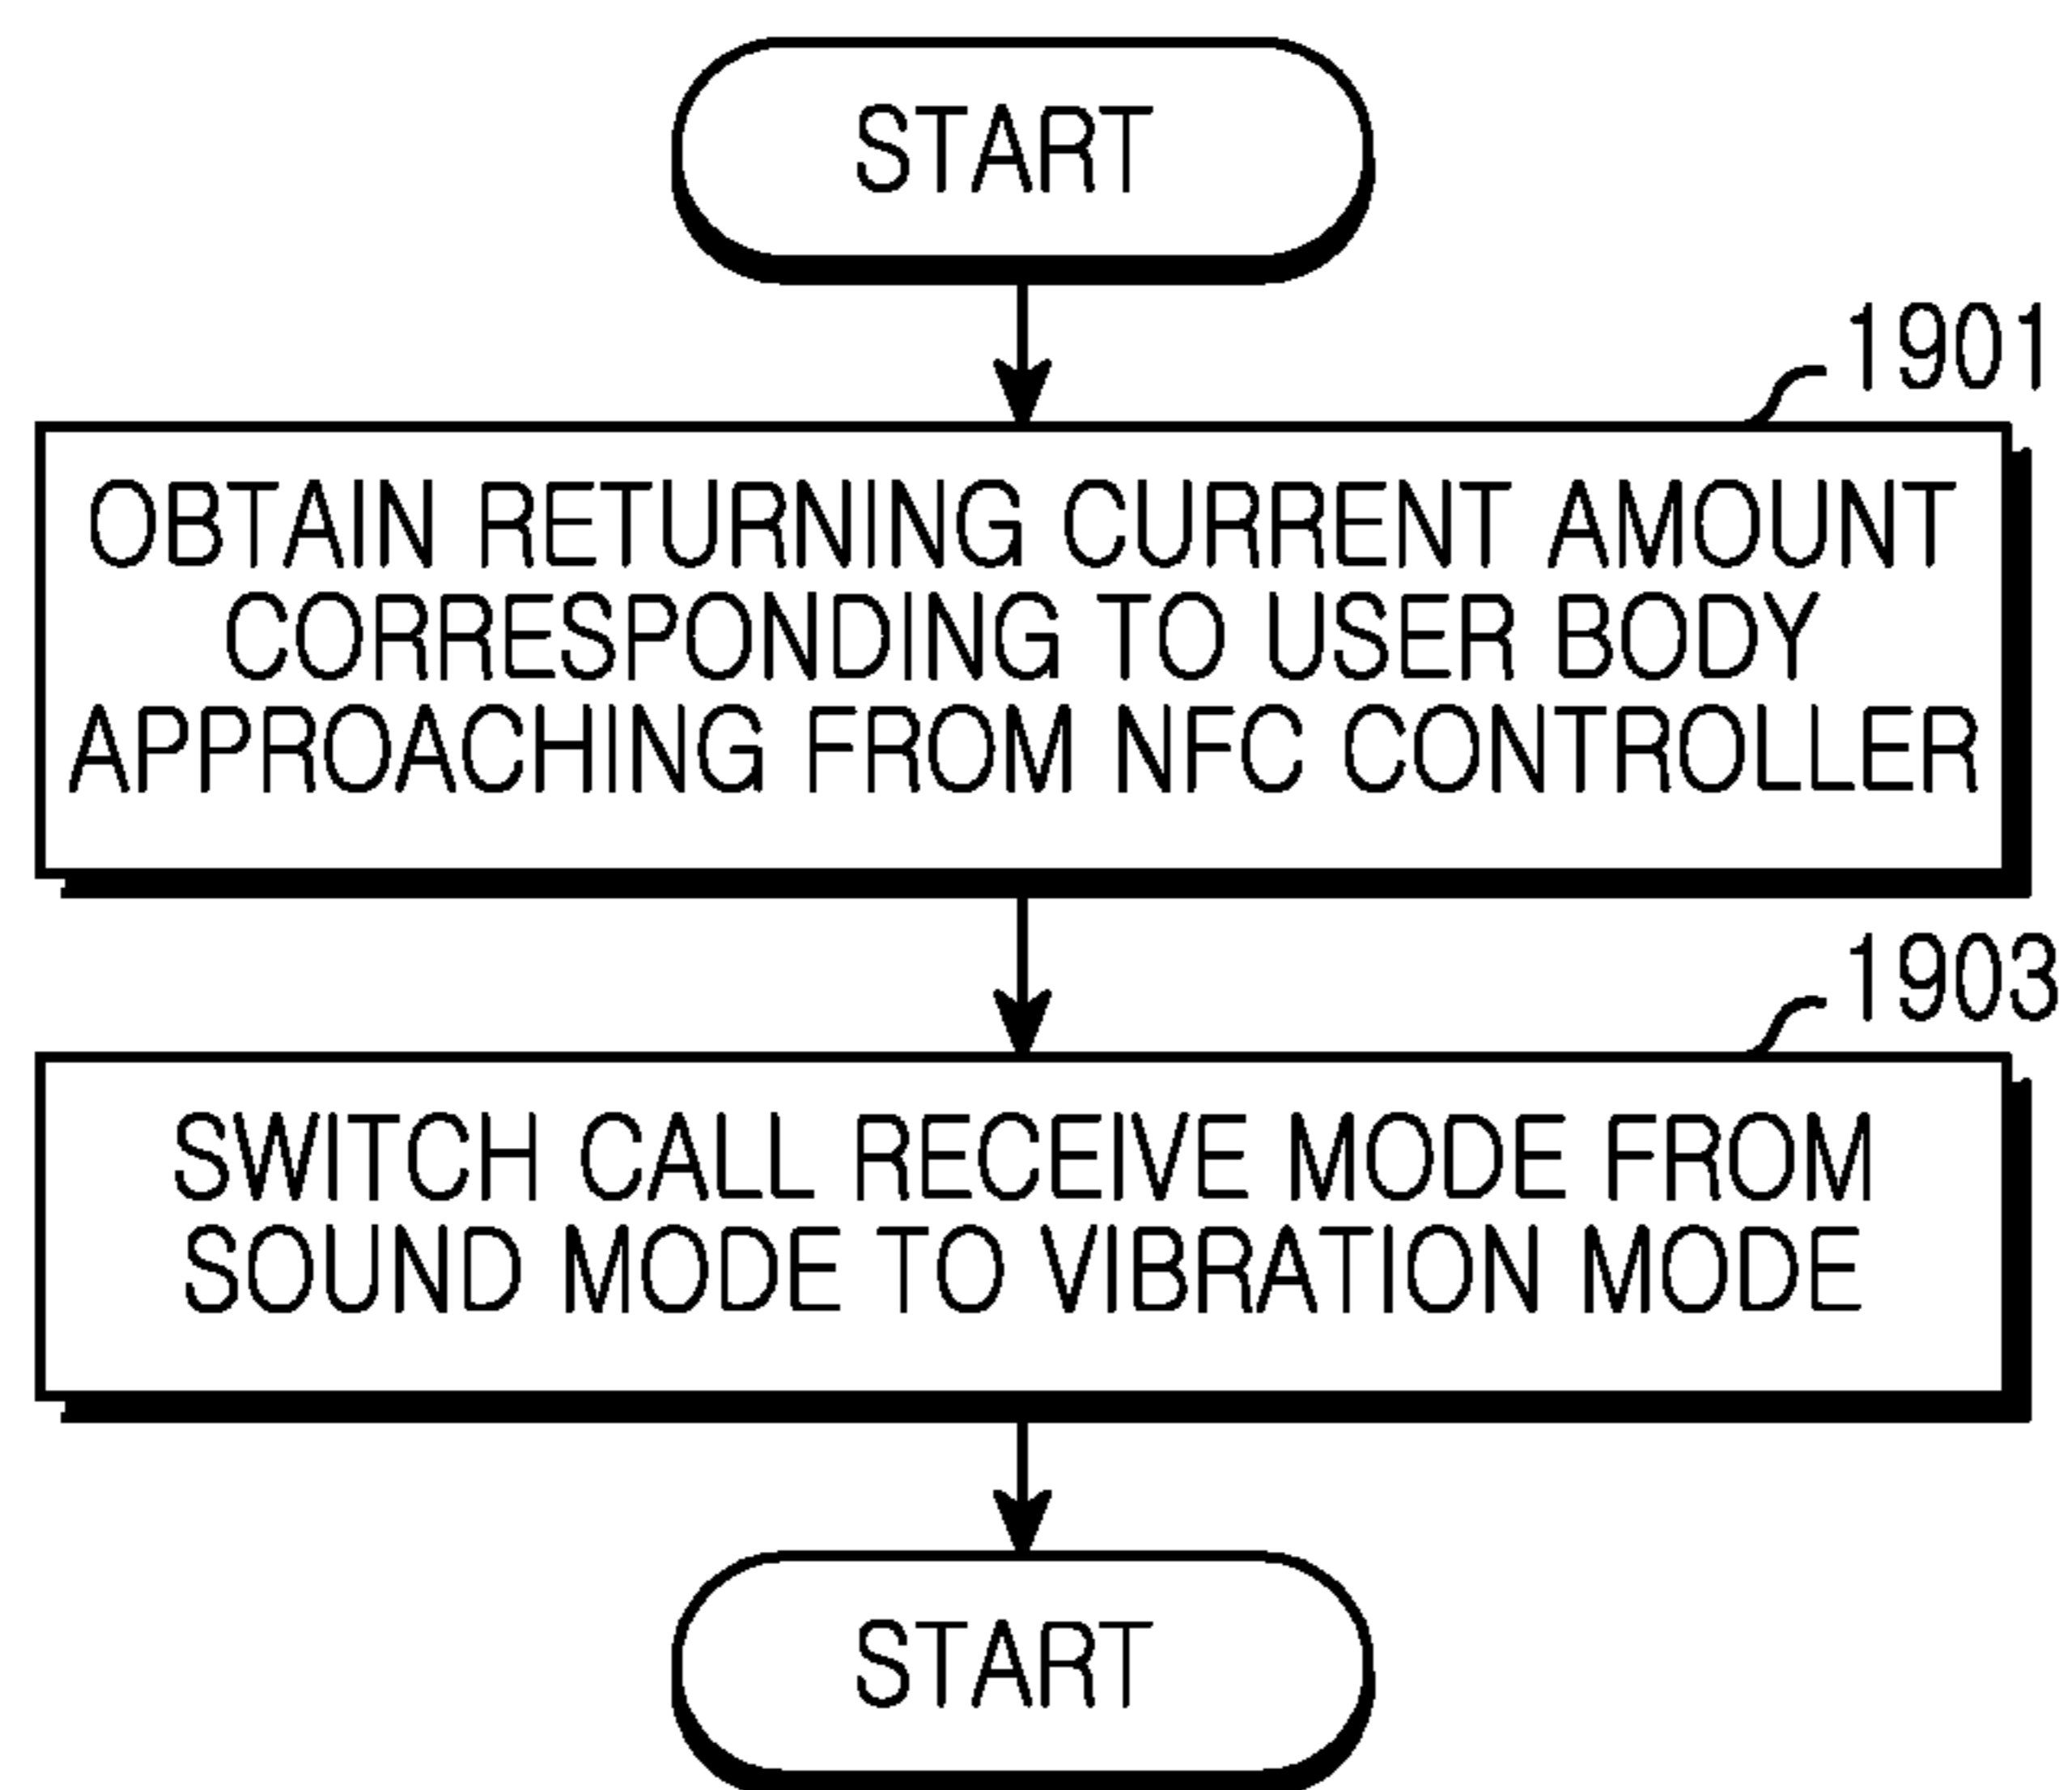 START
1901
OBTAIN RETURNING CURRENT AMOUNT
CORRESPONDING TO USER BODY
APPROACHING FROM NFC CONTROLLER
1903
SWITCH CALL RECEIVE MODE FROM
SOUND MODE TO VIBRATION MODE
START